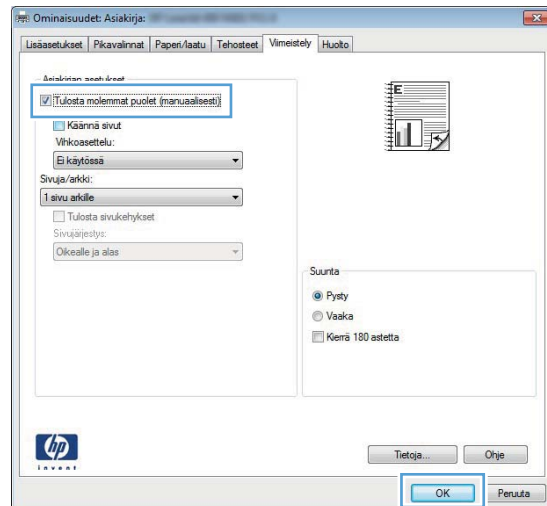 Ominaisuudet: Asiakirja:
Lisäasetukset Pikavalinnat Paperi/laatu Tehosteet Viimeistely Huolto
Asiakirjan asetukset
Tulosta molemmat puolet (manuaalisesti)
Käännä sivut
Vihkoasettelu:
Ei käytössä
Sivuja/arkki:
1 sivu arkille
Tulosta sivukehykset
Sivujärjestys:
Oikealle ja alas
E
Suunta
Pysty
Vaaka
Kierrä 180 astetta
hp
invent
Tietoja... Ohje
OK Peruuta